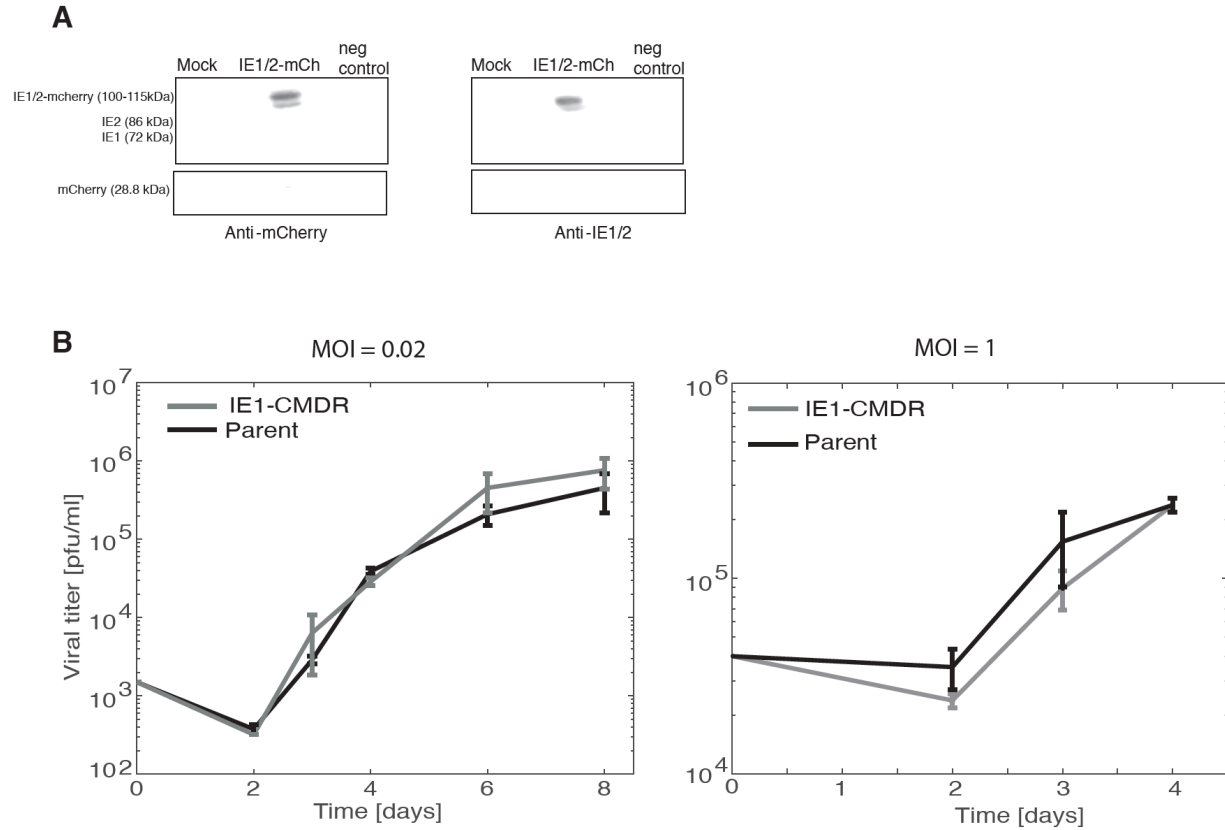 A
Mock IE1/2-mCh neg control
Mock IE1/2-mCh neg control
IE1/2-mcherry (100-115kDa)
IE2 (86 kDa)
IE1 (72 kDa)
mCherry (28.8 kDa)
Anti-mCherry
Anti-IE1/2
B
MOI = 0.02
MOI = 1
IE1-CMDR
Parent
IE1-CMDR
Parent
Viral titer [pfu/ml]
10^7
10^6
10^5
10^4
10^3
10^2
0 2 4 6 8
Time [days]
10^6
10^5
10^4
0 1 2 3 4
Time [days]